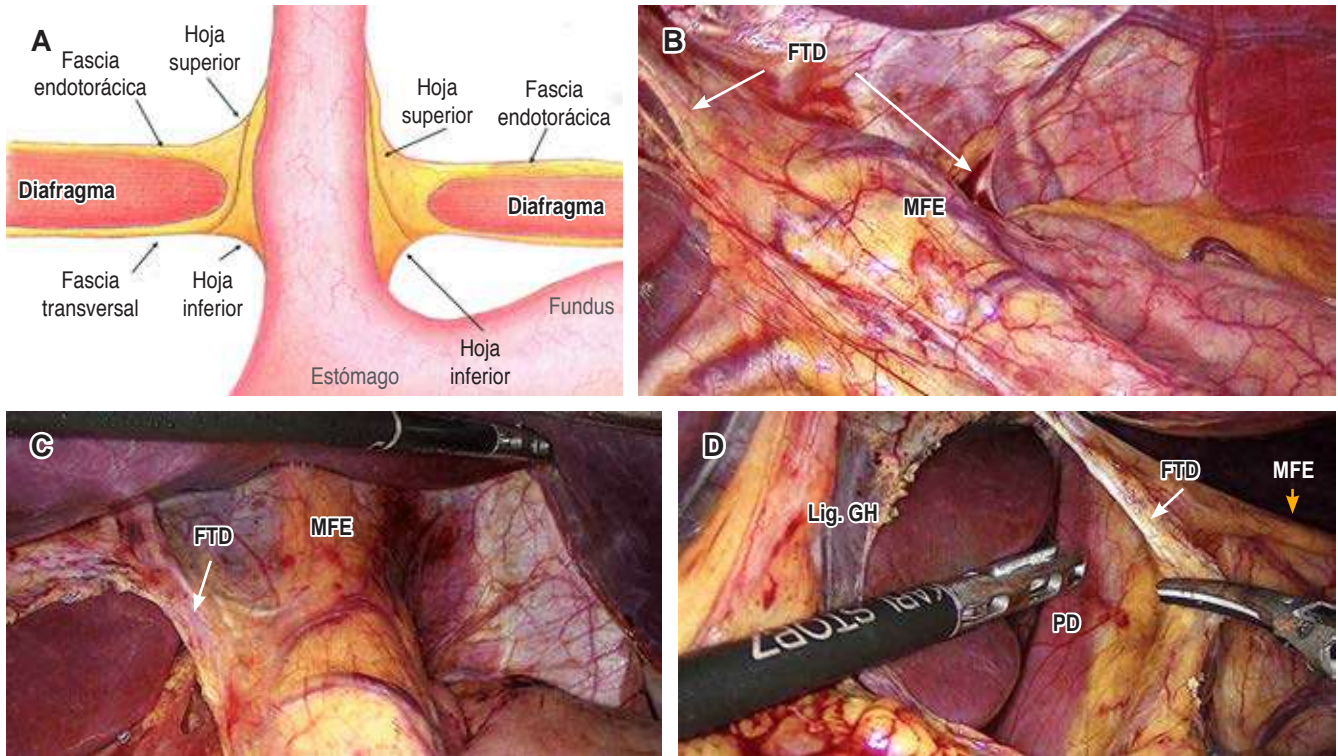 A
Hoja
superior
Fascia
endotorácica
Hoja
superior
Fascia
endotorácica
Diafragma
Diafragma
Fascia
transversal
Hoja
inferior
Fundus
Hoja
inferior
Estómago
B
FTD
MFE
C
FTD
MFE
D
FTD
MFE
Lig. GH
PD
KARL STORZ